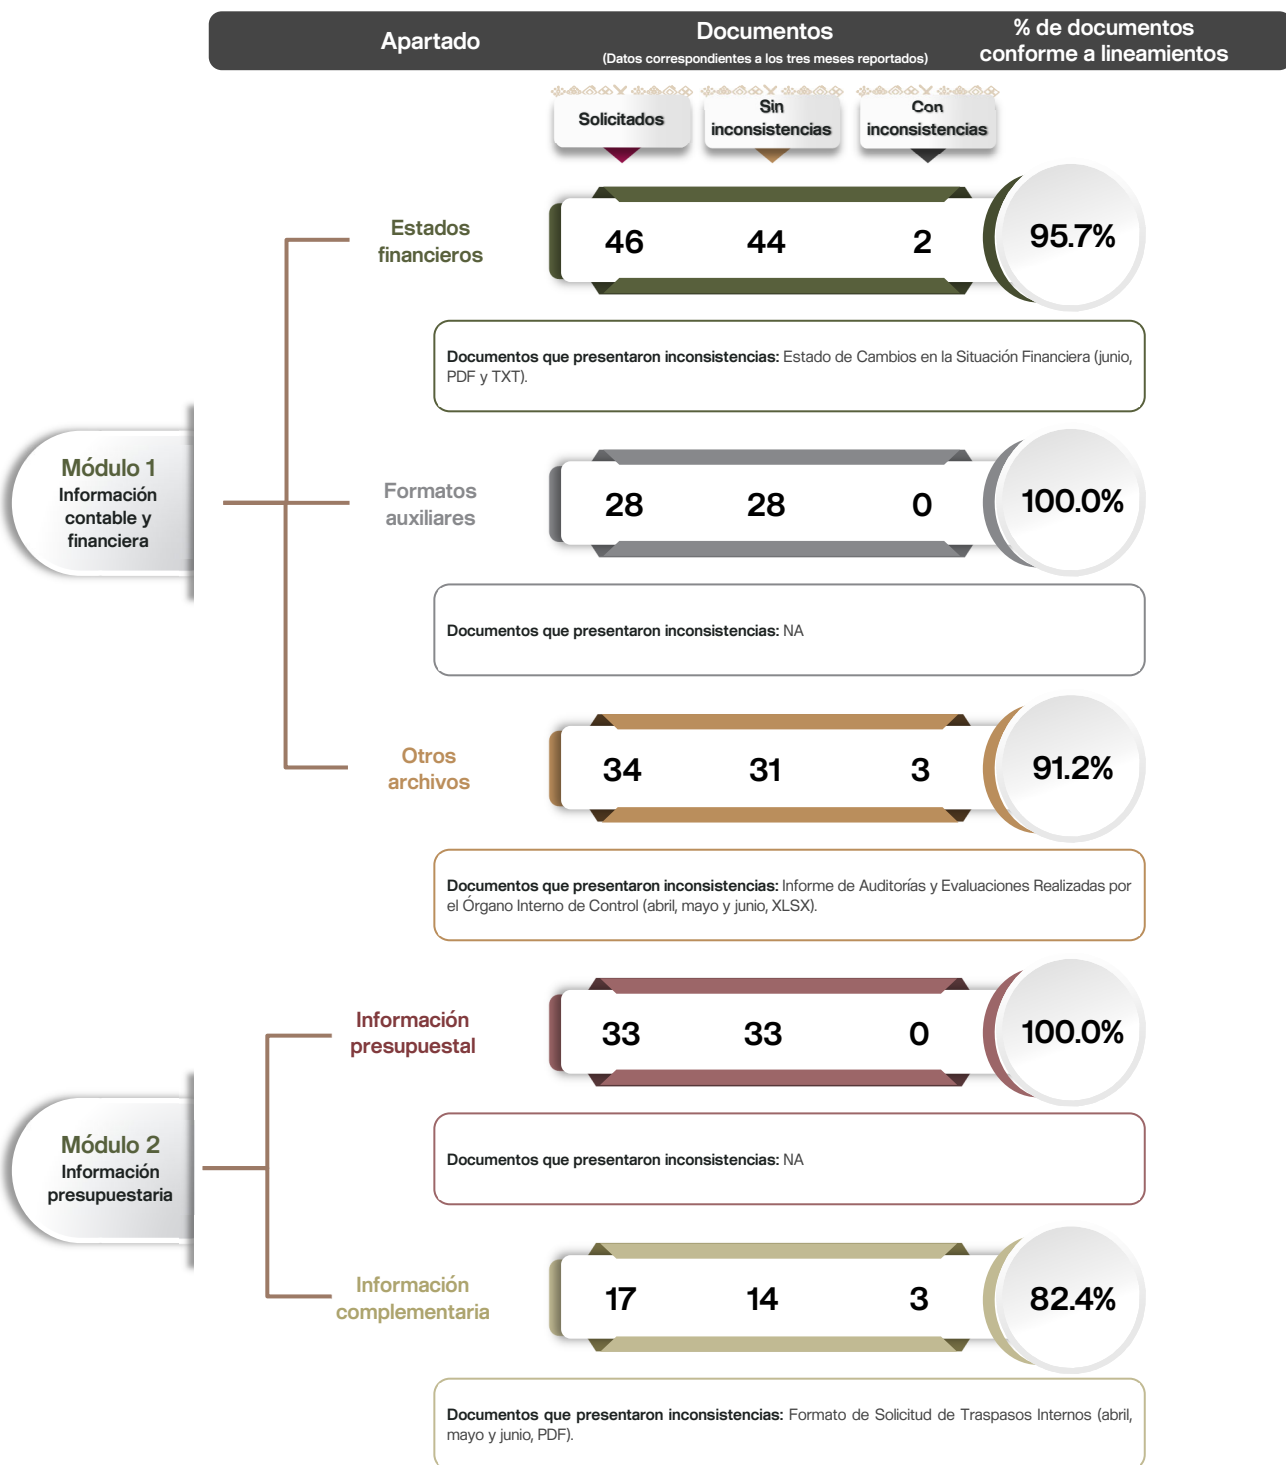 Apartado
Documentos
(Datos correspondientes a los tres meses reportados)
% de documentos
conforme a lineamientos
Solicitados
Sin
inconsistencias
Con
inconsistencias
Módulo 1
Información
contable y
financiera
Estados
financieros
46 44 2 95.7%
Documentos que presentaron inconsistencias: Estado de Cambios en la Situación Financiera (junio,
PDF y TXT).
Formatos
auxiliares
28 28 0 100.0%
Documentos que presentaron inconsistencias: NA
Otros
archivos
34 31 3 91.2%
Documentos que presentaron inconsistencias: Informe de Auditorías y Evaluaciones Realizadas por
el Órgano Interno de Control (abril, mayo y junio, XLSX).
Módulo 2
Información
presupuestaria
Información
presupuestal
33 33 0 100.0%
Documentos que presentaron inconsistencias: NA
Información
complementaria
17 14 3 82.4%
Documentos que presentaron inconsistencias: Formato de Solicitud de Traspasos Internos (abril,
mayo y junio, PDF).